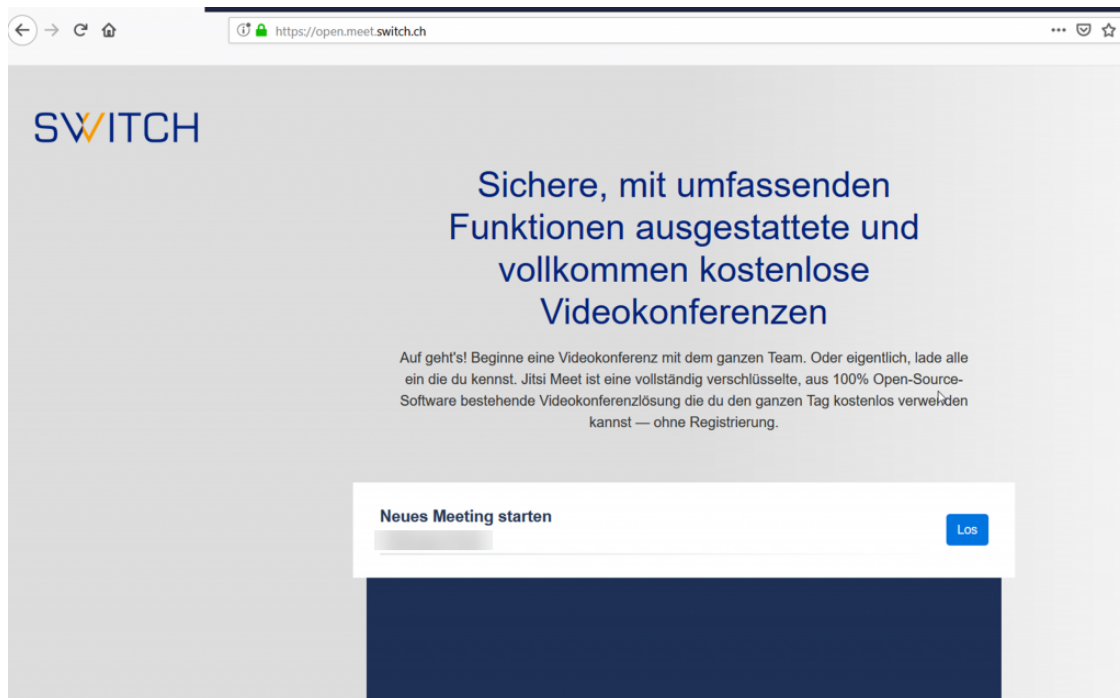 https://open.meet.switch.ch
SWITCH
Sichere, mit umfassenden
Funktionen ausgestattete und
vollkommen kostenlose
Videokonferenzen
Auf geht's! Beginne eine Videokonferenz mit dem ganzen Team. Oder eigentlich, lade alle
ein die du kennst. Jitsi Meet ist eine vollständig verschlüsselte, aus 100% Open-Source-
Software bestehende Videokonferenzlösung die du den ganzen Tag kostenlos verwenden
kannst — ohne Registrierung.
Neues Meeting starten
Los